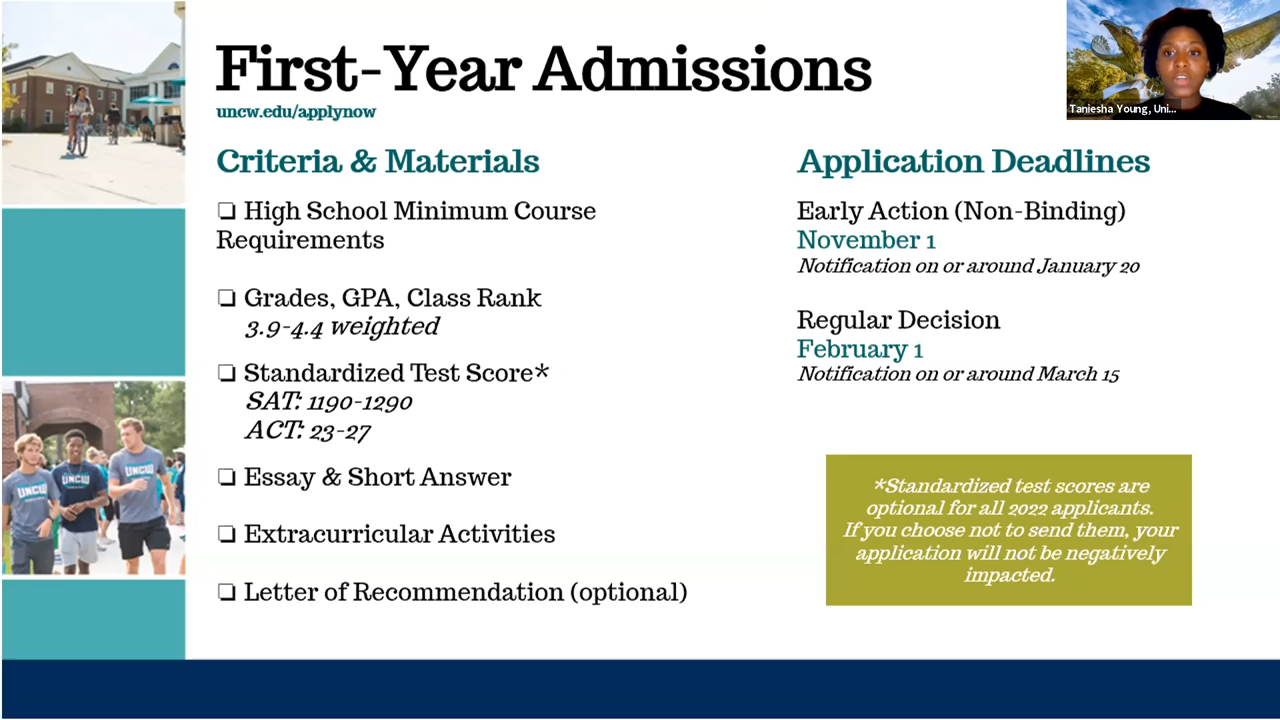 First-Year Admissions
uncw.edu/applynow
Taniesha Young, Uni...
Criteria & Materials
❏ High School Minimum Course
Requirements
❏ Grades, GPA, Class Rank
3.9-4.4 weighted
❏ Standardized Test Score*
SAT: 1190-1290
ACT: 23-27
❏ Essay & Short Answer
❏ Extracurricular Activities
❏ Letter of Recommendation (optional)
Application Deadlines
Early Action (Non-Binding)
November 1
Notification on or around January 20
Regular Decision
February 1
Notification on or around March 15
*Standardized test scores are
optional for all 2022 applicants.
If you choose not to send them, your
application will not be negatively
impacted.
UNCW
UNCW
UNCW